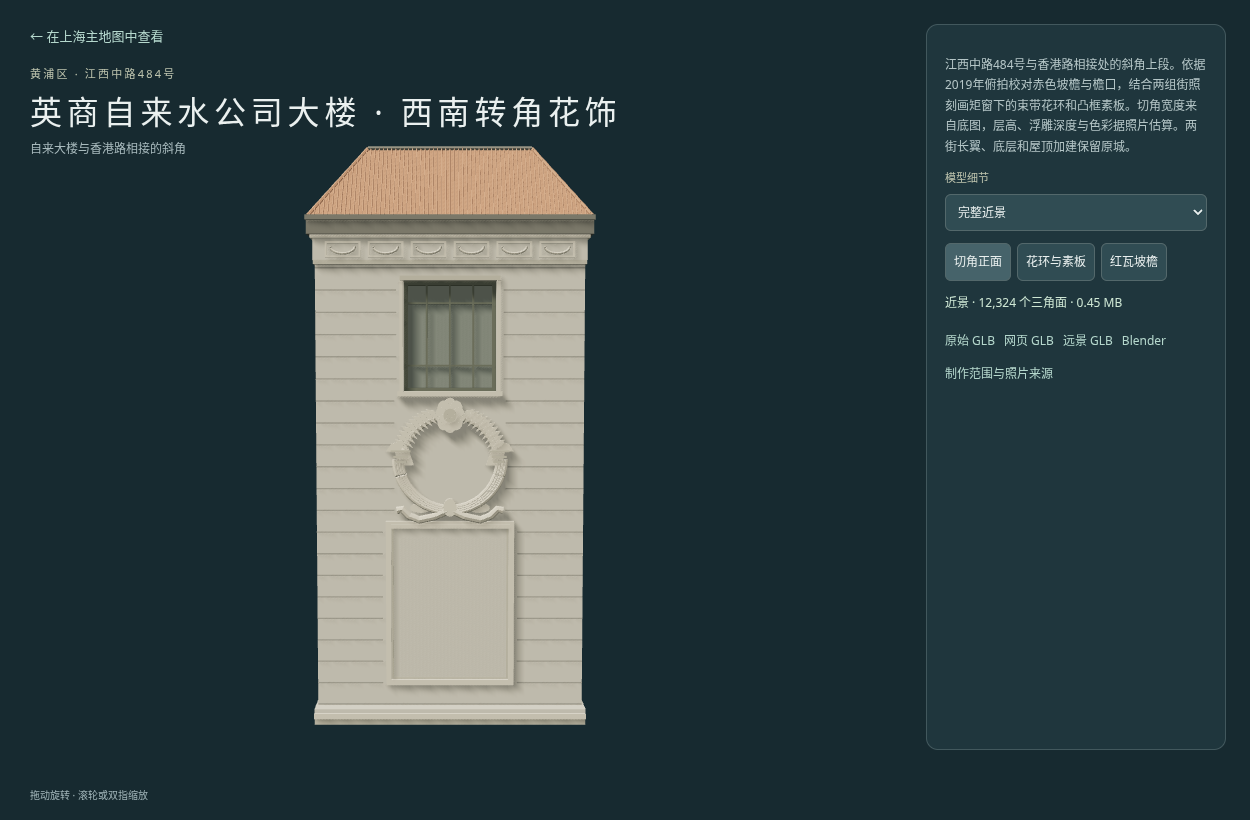 ← 在上海主地图中查看
黄浦区 · 江西中路484号
英商自来水公司大楼 · 西南转角花饰
自来大楼与香港路相接的斜角
江西中路484号与香港路相接处的斜角上段。依据
2019年俯拍校对赤色坡檐与檐口，结合两组街照
刻画矩窗下的束带花环和凸框素板。切角宽度来
自底图，层高、浮雕深度与色彩据照片估算。两
街长翼、底层和屋顶加建保留原城。
模型细节
完整近景
切角正面 花环与素板 红瓦坡檐
近景 · 12,324 个三角面 · 0.45 MB
原始 GLB 网页 GLB 远景 GLB Blender
制作范围与照片来源
拖动旋转 · 滚轮或双指缩放